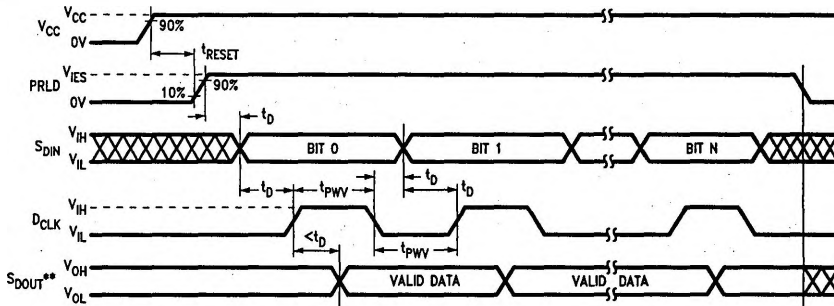 VCC
VCC
0V
90%
tRESET
PRLD
VIES
0V
10%
90%
tD
SDIN
VIH
VIL
BIT 0
BIT 1
BIT N
tD
tPWV
tD
tD
DCLK
VIH
VIL
<tD
tPWV
SDOUT**
VOH
VOL
VALID DATA
VALID DATA